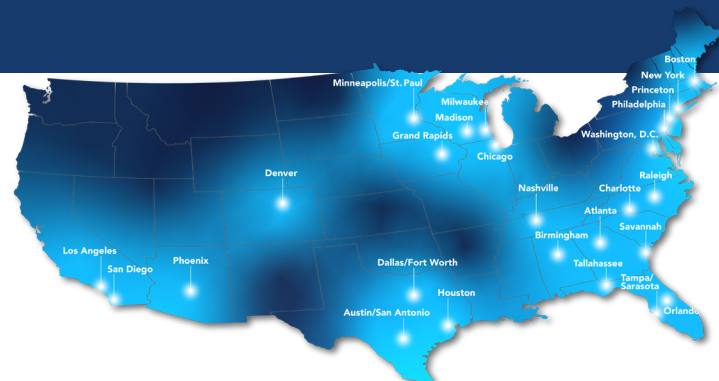 Boston
New York
Minneapolis/St. Paul
Princeton
Milwaukee
Philadelphia
Madison
Grand Rapids
Washington, D.C.
Chicago
Denver
Raleigh
Nashville
Charlotte
Atlanta
Savannah
Birmingham
Los Angeles
Phoenix
Dallas/Fort Worth
Tallahassee
San Diego
Tampa/
Sarasota
Houston
Austin/San Antonio
Orlando